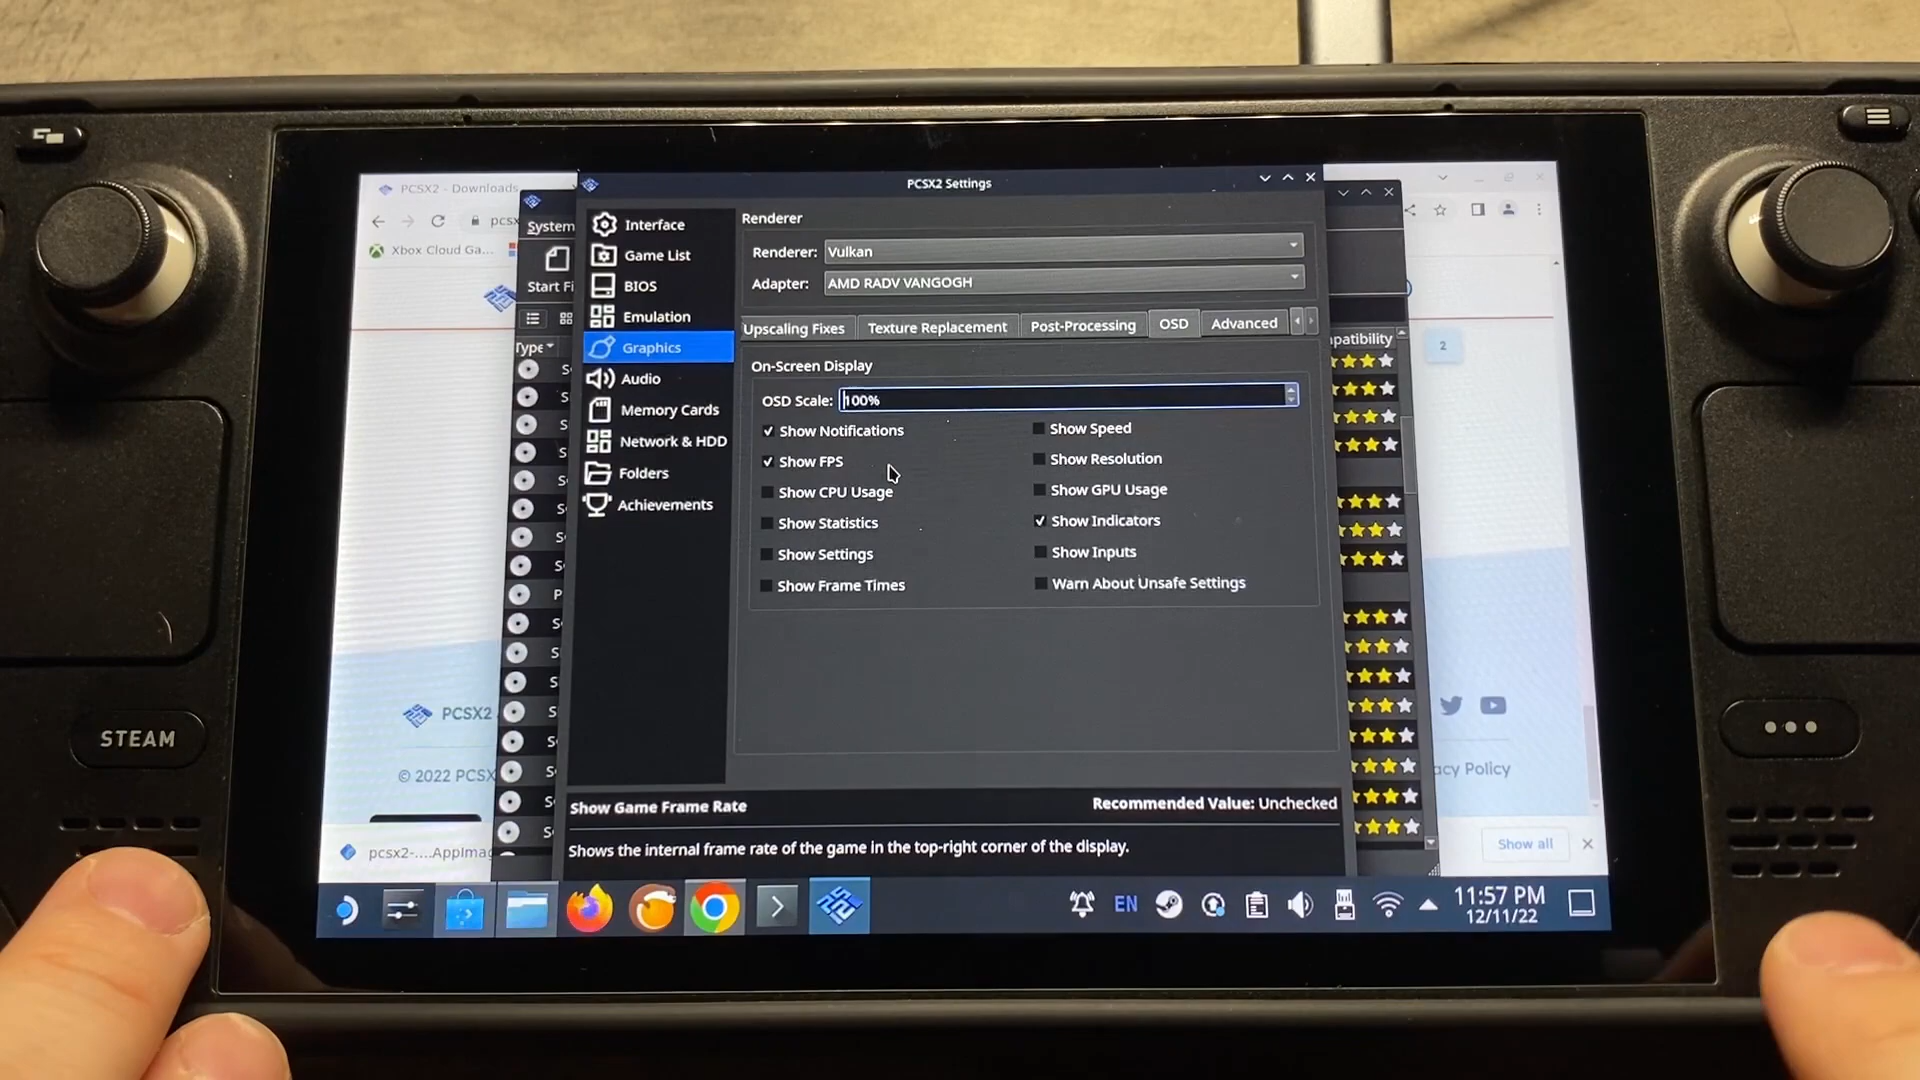 PCSX2 - Downloads
PCSX2 Settings
pcsx
Xbox Cloud Ga...
System
Start Fi
Type
Interface
Game List
BIOS
Emulation
Graphics
Audio
Memory Cards
Network & HDD
Folders
Achievements
Renderer
Renderer: Vulkan
Adapter: AMD RADV VANGOGH
Upscaling Fixes Texture Replacement Post-Processing OSD Advanced
On-Screen Display
OSD Scale: 100%
Show Notifications Show Speed
Show FPS Show Resolution
Show CPU Usage Show GPU Usage
Show Statistics Show Indicators
Show Settings Show Inputs
Show Frame Times Warn About Unsafe Settings
patibility
2
STEAM
PCSX2
© 2022 PCSX
acy Policy
Show Game Frame Rate Recommended Value: Unchecked
Shows the internal frame rate of the game in the top-right corner of the display.
pcsx2-....AppImag
Show all
EN
11:57 PM
12/11/22